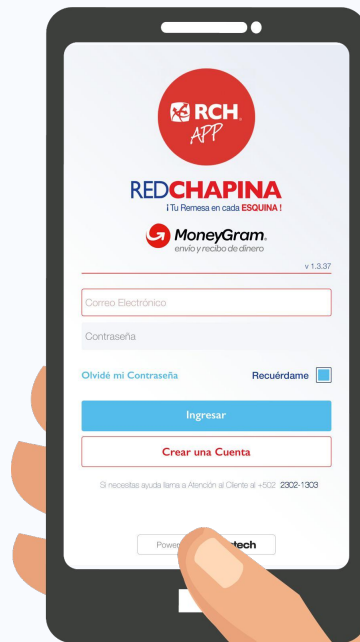 RCH
APP
REDCHAPINA
¡Tu Remesa en cada ESQUINA !
MoneyGram.
envío y recibo de dinero
v 1.3.37
Correo Electrónico
Contraseña
Olvidé mi Contraseña Recuérdame
Ingresar
Crear una Cuenta
Si necesitas ayuda llama a Atención al Cliente al +502 2302-1303